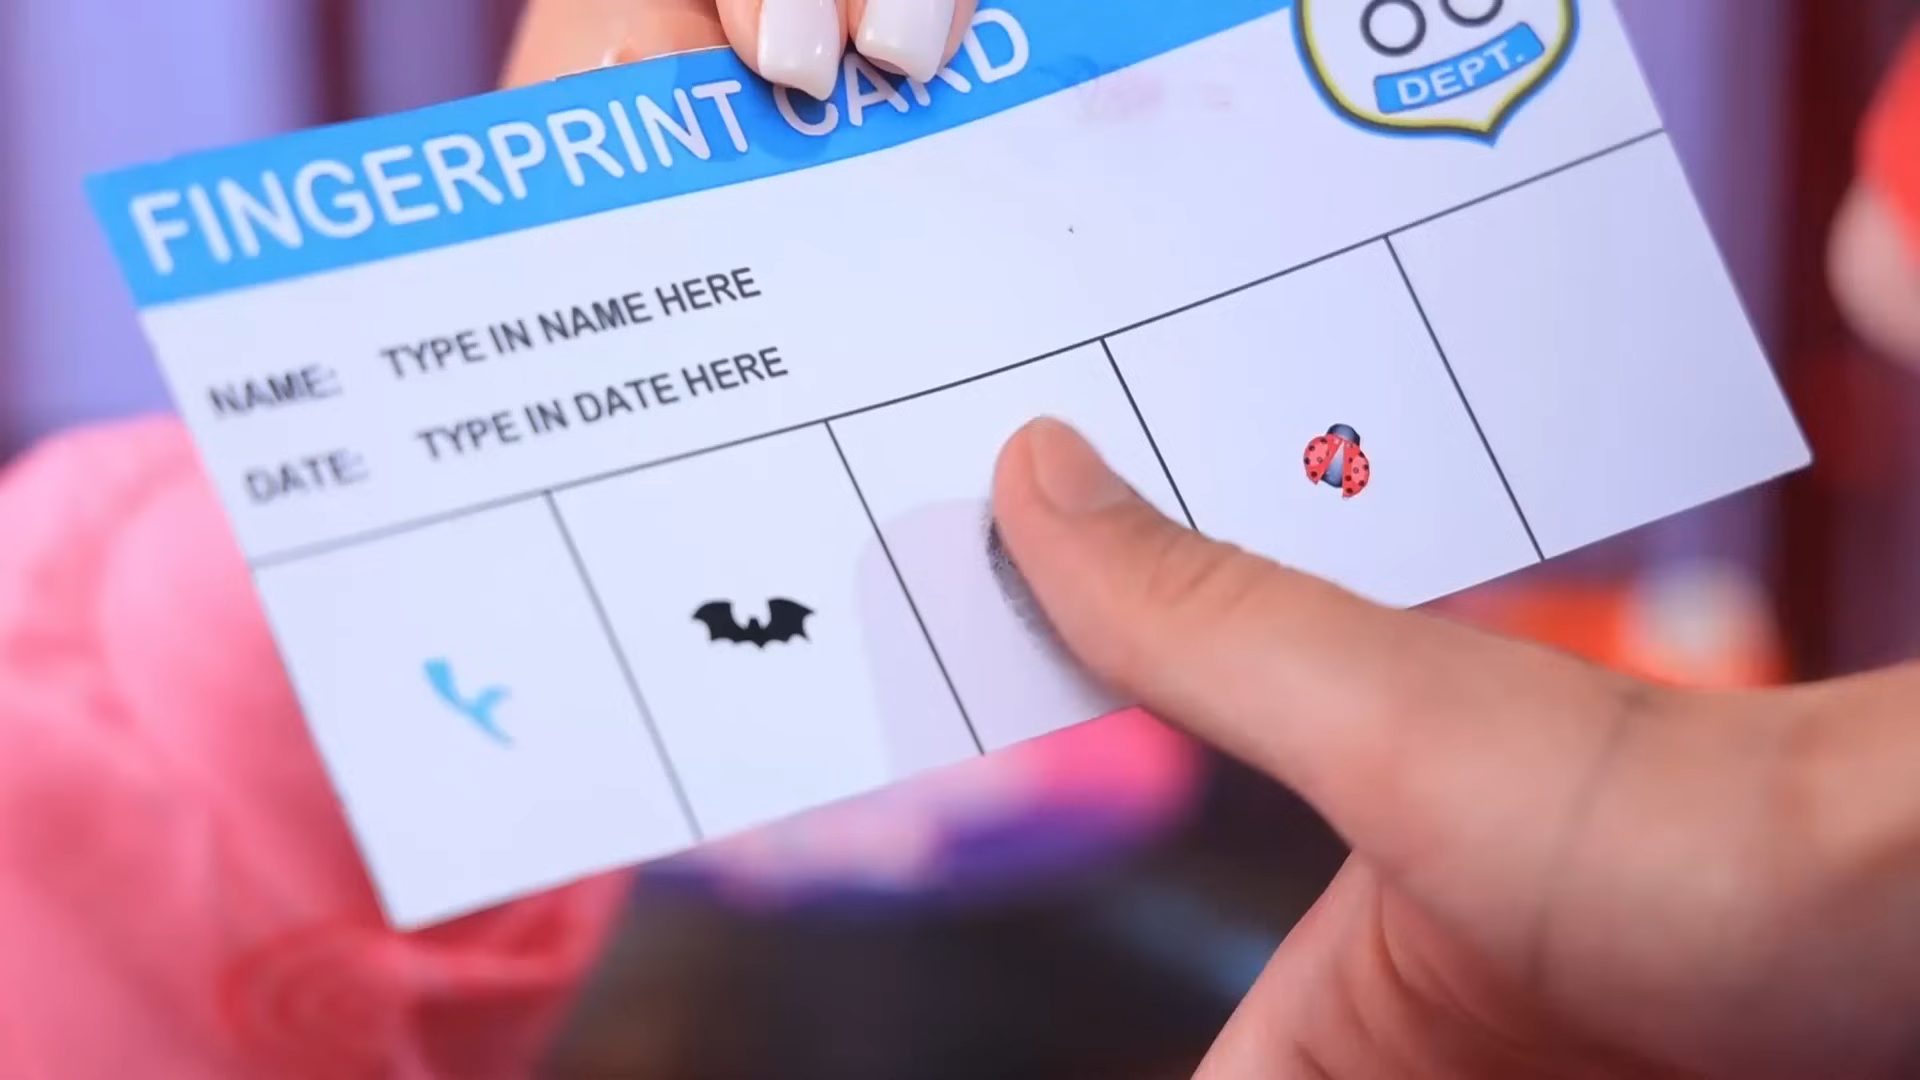 FINGERPRINT CARD
DEPT.
NAME: TYPE IN NAME HERE
DATE: TYPE IN DATE HERE